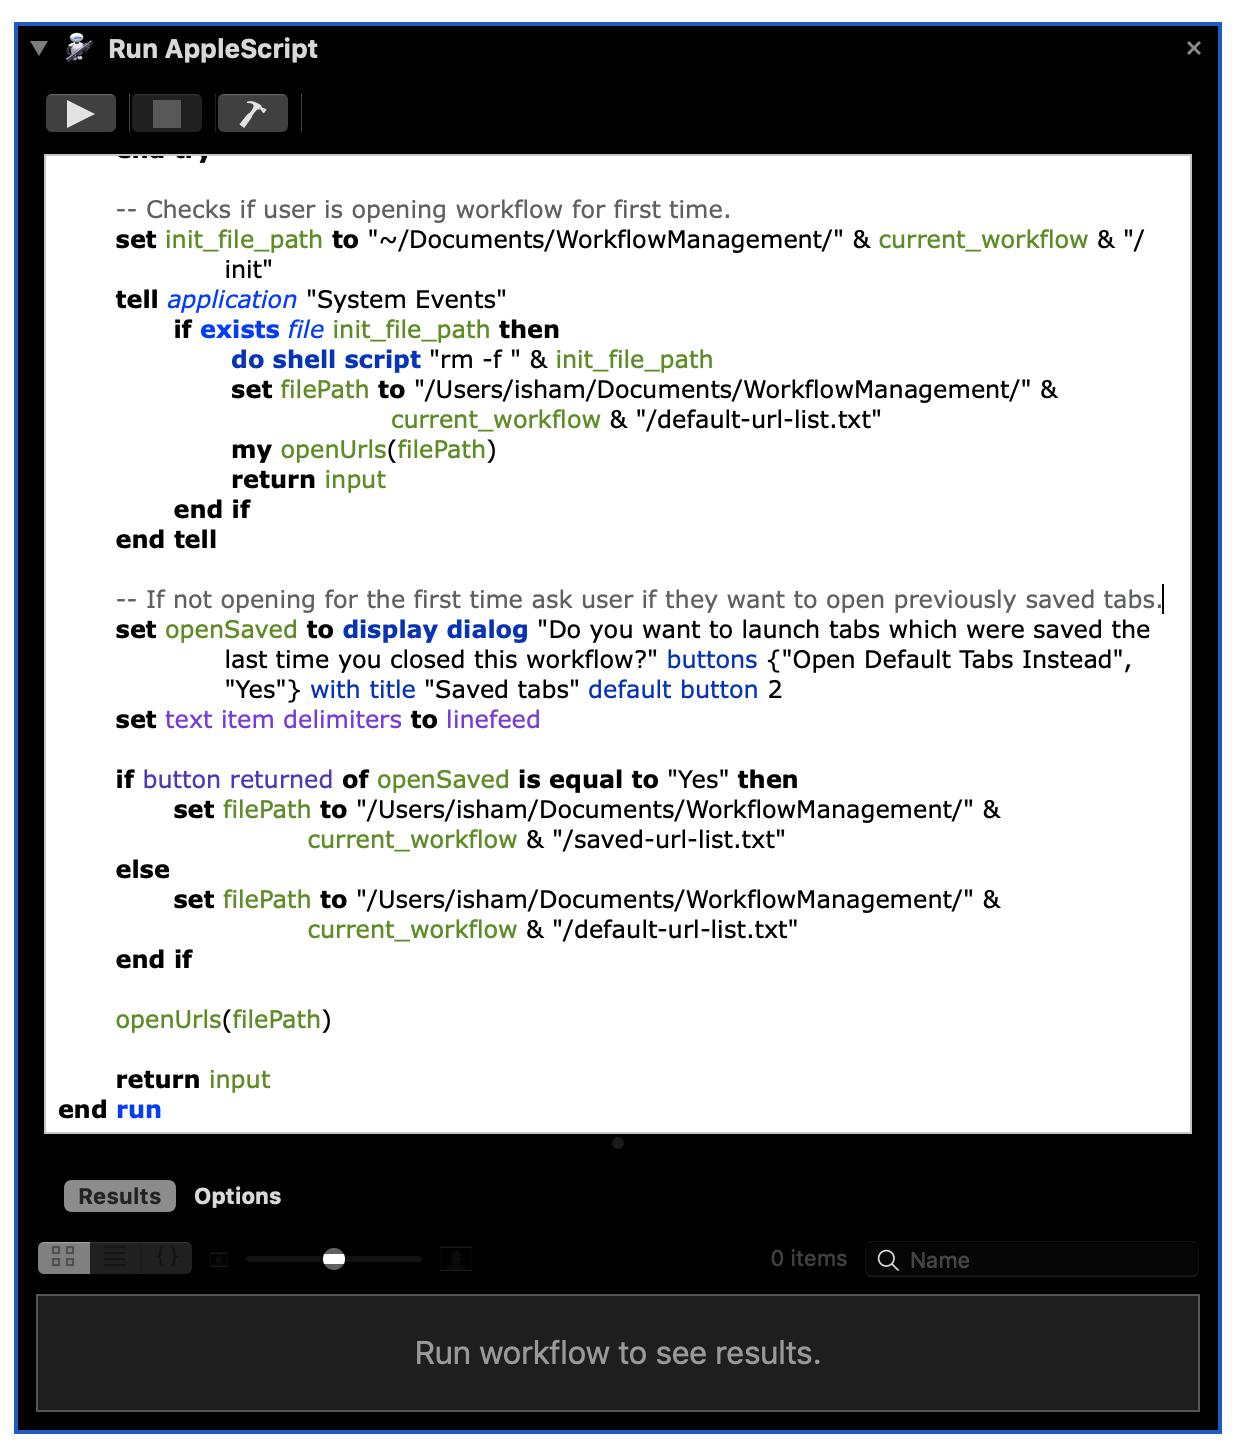 Run AppleScript
end try
-- Checks if user is opening workflow for first time.
set init_file_path to "~/Documents/WorkflowManagement/" & current_workflow & "/
init"
tell application "System Events"
if exists file init_file_path then
do shell script "rm -f " & init_file_path
set filePath to "/Users/isham/Documents/WorkflowManagement/" &
current_workflow & "/default-url-list.txt"
my openUrls(filePath)
return input
end if
end tell
-- If not opening for the first time ask user if they want to open previously saved tabs.
set openSaved to display dialog "Do you want to launch tabs which were saved the
last time you closed this workflow?" buttons {"Open Default Tabs Instead",
"Yes"} with title "Saved tabs" default button 2
set text item delimiters to linefeed
if button returned of openSaved is equal to "Yes" then
set filePath to "/Users/isham/Documents/WorkflowManagement/" &
current_workflow & "/saved-url-list.txt"
else
set filePath to "/Users/isham/Documents/WorkflowManagement/" &
current_workflow & "/default-url-list.txt"
end if
openUrls(filePath)
return input
end run
Results Options
{} 0 items Name
Run workflow to see results.